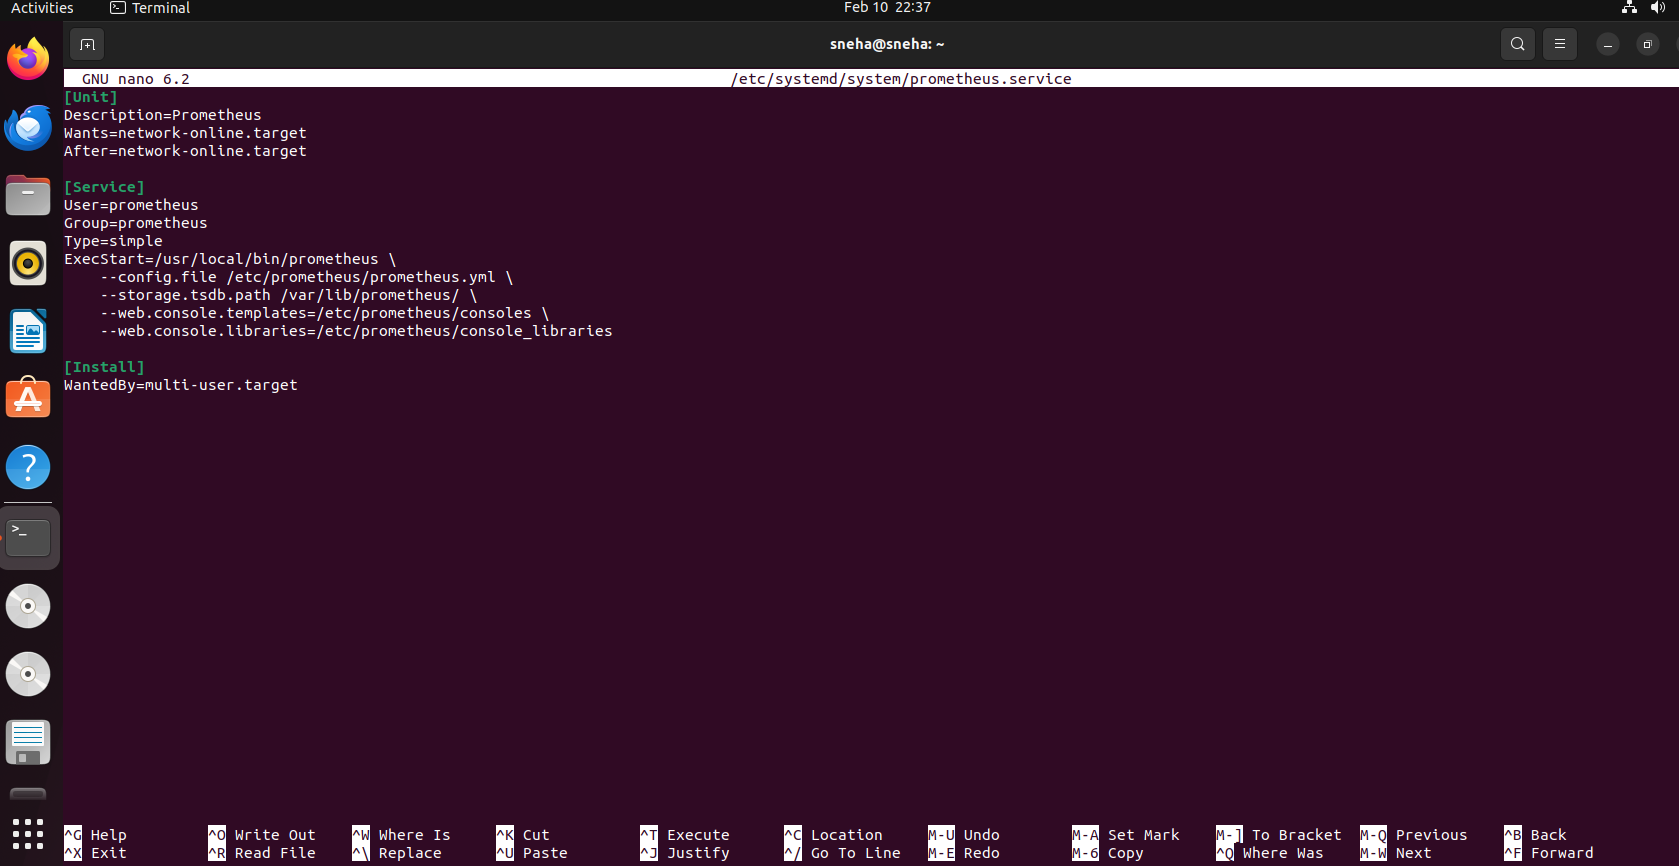 Activities
Terminal
Feb 10 22:37
sneha@sneha: ~
GNU nano 6.2 /etc/systemd/system/prometheus.service
[Unit]
Description=Prometheus
Wants=network-online.target
After=network-online.target
[Service]
User=prometheus
Group=prometheus
Type=simple
ExecStart=/usr/local/bin/prometheus \
--config.file /etc/prometheus/prometheus.yml \
--storage.tsdb.path /var/lib/prometheus/ \
--web.console.templates=/etc/prometheus/consoles \
--web.console.libraries=/etc/prometheus/console_libraries
[Install]
WantedBy=multi-user.target
^G Help ^O Write Out ^W Where Is ^K Cut ^T Execute ^C Location M-U Undo M-A Set Mark M-] To Bracket M-Q Previous ^B Back
^X Exit ^R Read File ^\ Replace ^U Paste ^J Justify ^/ Go To Line M-E Redo M-6 Copy ^Q Where Was M-W Next ^F Forward